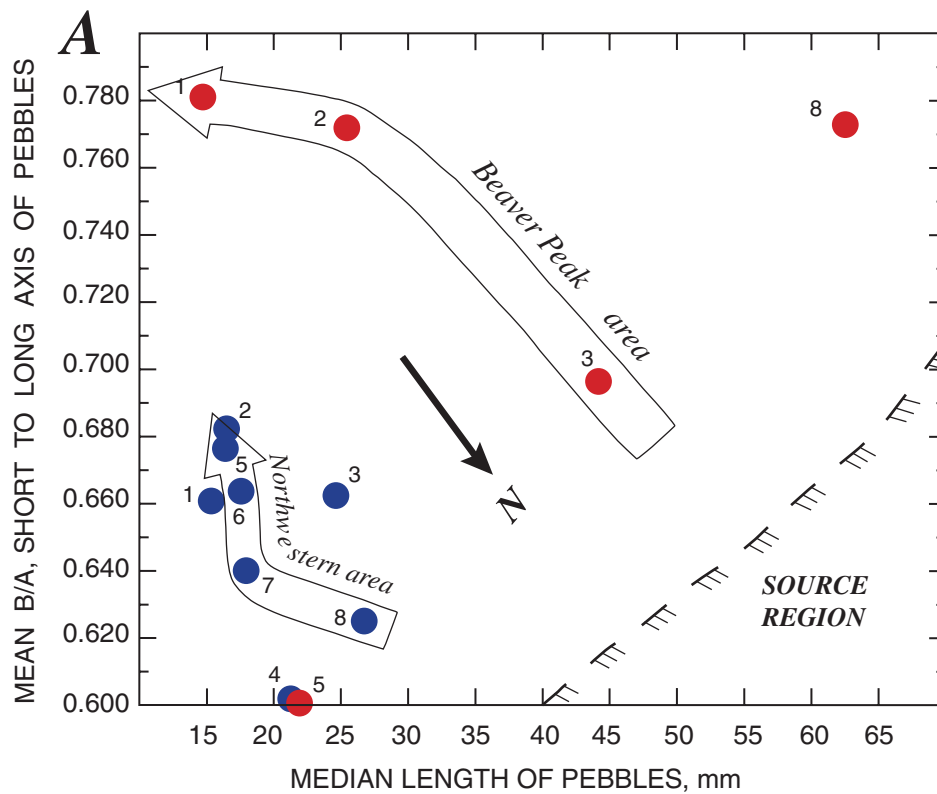 A
MEAN B/A, SHORT TO LONG AXIS OF PEBBLES
0.780
0.760
0.740
0.720
0.700
0.680
0.660
0.640
0.620
0.600
1
2
8
Beaver Peak area
3
N
2
5
1
6
3
7
8
4
5
Northwestern area
SOURCE
REGION
15 20 25 30 35 40 45 50 55 60 65
MEDIAN LENGTH OF PEBBLES, mm